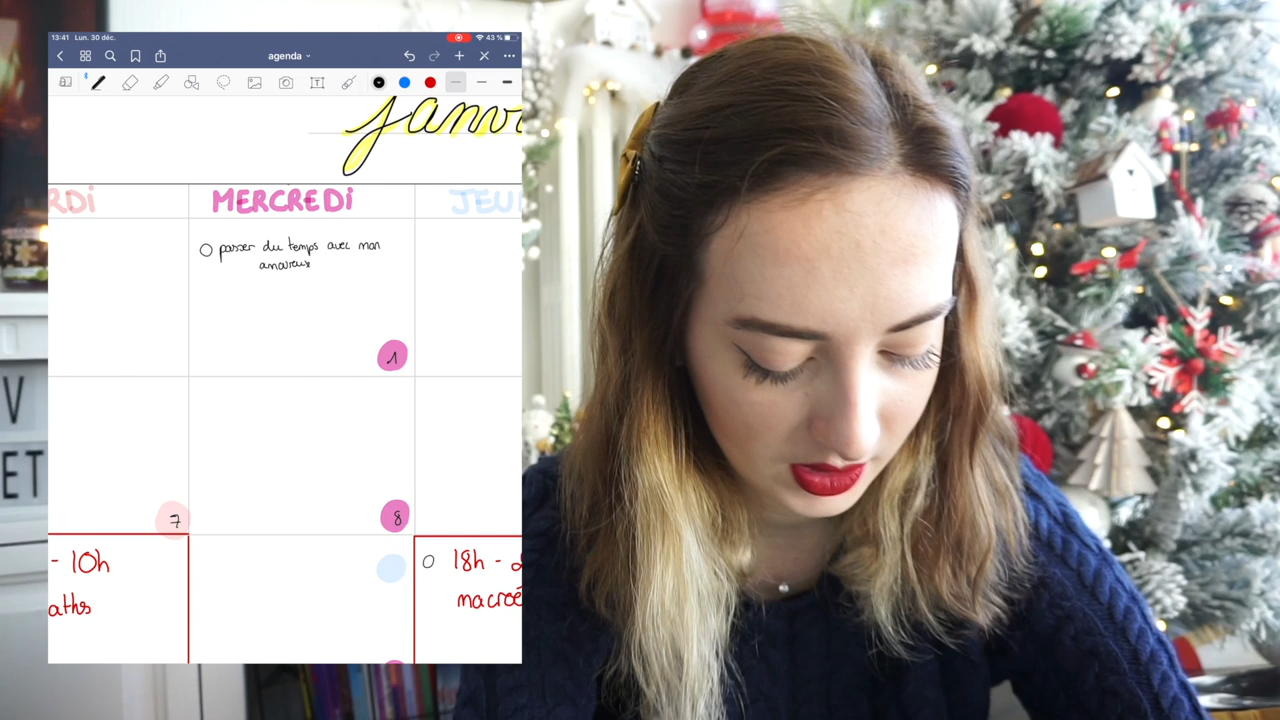 13:41 Lun. 30 déc.
43 %
agenda
janv
RDi
MERCREDi
JEU
passer du temps avec mon
amoureux
1
7
8
- 10h
18h - 2
aths
macroé
V
ET